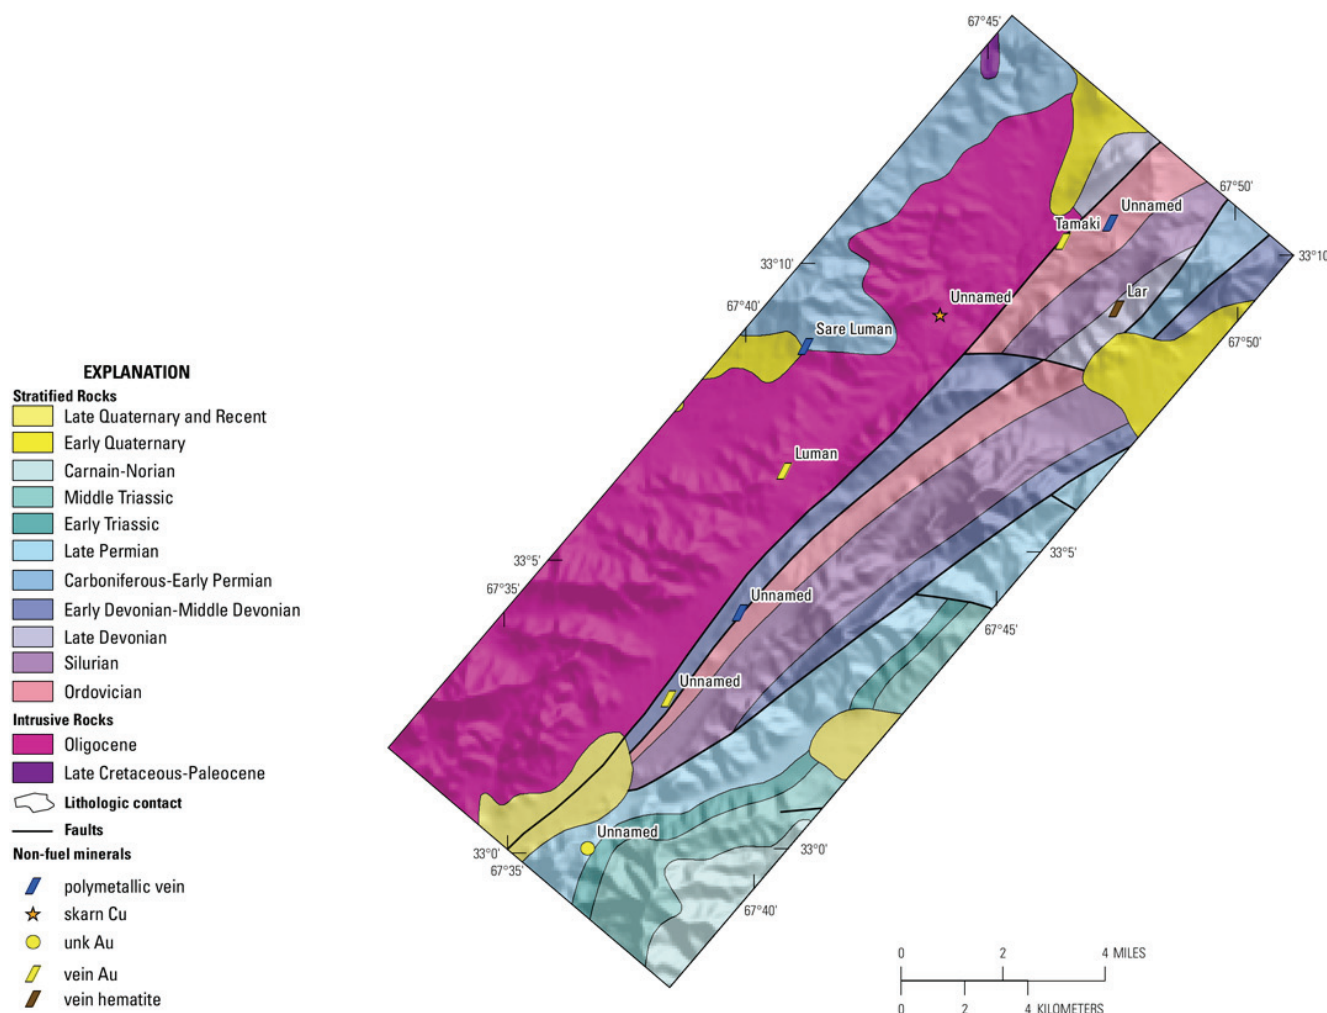 67°45'
67°50'
Unnamed
Tamaki
33°10'
33°10'
Lar
Unnamed
67°40'
Sare Luman
67°50'
EXPLANATION
Stratified Rocks
Late Quaternary and Recent
Early Quaternary
Carnain-Norian
Middle Triassic
Early Triassic
Late Permian
Carboniferous-Early Permian
Early Devonian-Middle Devonian
Late Devonian
Silurian
Ordovician
Intrusive Rocks
Oligocene
Late Cretaceous-Paleocene
Lithologic contact
Faults
Non-fuel minerals
polymetallic vein
skarn Cu
unk Au
vein Au
vein hematite
Luman
33°5'
33°5'
67°35'
Unnamed
67°45'
Unnamed
Unnamed
33°0'
67°35'
33°0'
67°40'
0 2 4 MILES
0 2 4 KILOMETERS